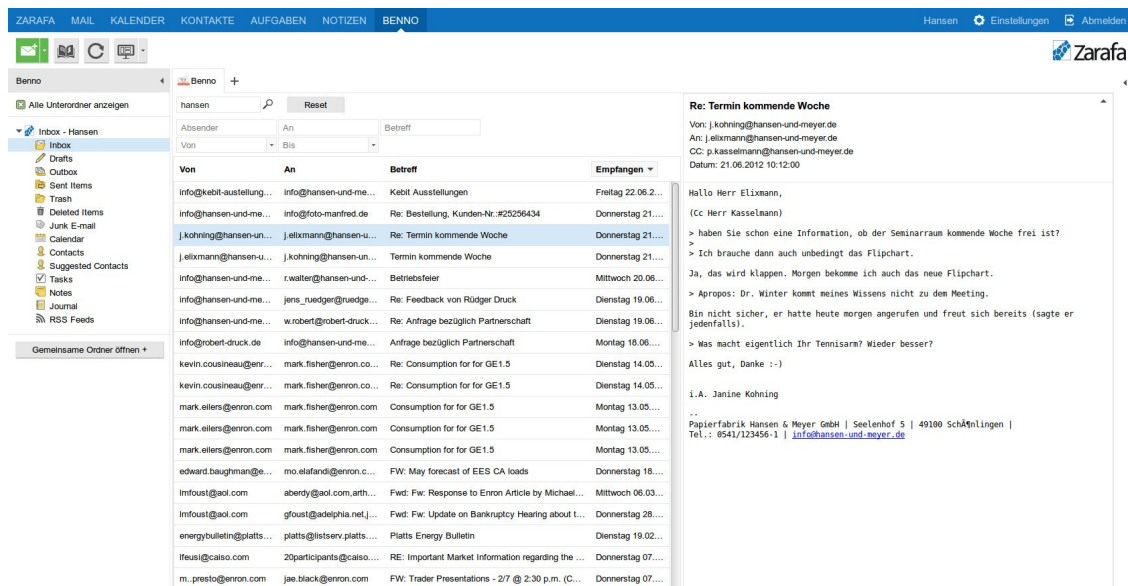 ZARAFA MAIL KALENDER KONTAKTE AUFGABEN NOTIZEN BENNO Hansen Einstellungen Abmelden
Zarafa
Benno
Alle Unterordner anzeigen
Inbox - Hansen
Inbox
Drafts
Outbox
Sent Items
Trash
Deleted Items
Junk E-mail
Calendar
Contacts
Suggested Contacts
Tasks
Notes
Journal
RSS Feeds
Gemeinsame Ordner öffnen +
Benno +
hansen Reset
Absender An Betreff
Von Bis
Von An Betreff Empfangen
info@kebit-austellung... info@hansen-und-me... Kebit Ausstellungen Freitag 22.06.2...
info@hansen-und-me... info@foto-manfred.de Re: Bestellung, Kunden-Nr.:#25256434 Donnerstag 21....
j.kohning@hansen-un... j.elixmann@hansen-u... Re: Termin kommende Woche Donnerstag 21....
j.elixmann@hansen-u... j.kohning@hansen-un... Termin kommende Woche Donnerstag 21....
info@hansen-und-me... r.walter@hansen-und-... Betriebsfeier Mittwoch 20.06...
info@hansen-und-me... jens_ruedger@ruedge... Re: Feedback von Rüdger Druck Dienstag 19.06...
info@hansen-und-me... w.robert@robert-druck... Re: Anfrage bezüglich Partnerschaft Dienstag 19.06...
info@robert-druck.de info@hansen-und-me... Anfrage bezüglich Partnerschaft Montag 18.06....
kevin.cousineau@enr... mark.fisher@enron.co... Re: Consumption for for GE1.5 Dienstag 14.05...
kevin.cousineau@enr... mark.fisher@enron.co... Re: Consumption for for GE1.5 Dienstag 14.05...
mark.eilers@enron.com mark.fisher@enron.com Consumption for for GE1.5 Montag 13.05....
mark.eilers@enron.com mark.fisher@enron.com Consumption for for GE1.5 Montag 13.05....
mark.eilers@enron.com mark.fisher@enron.com Consumption for for GE1.5 Montag 13.05....
edward.baughman@e... mo.elafandi@enron.c... FW: May forecast of EES CA loads Donnerstag 18....
lmfoust@aol.com aberdy@aol.com,arth... Fwd: Fw: Response to Enron Article by Michael... Mittwoch 06.03...
lmfoust@aol.com gfoust@adelphia.net,j... Fwd: Fw: Update on Bankruptcy Hearing about t... Donnerstag 28....
energybulletin@platts... platts@listserv.platts.... Platts Energy Bulletin Dienstag 19.02...
lfeusi@caiso.com 20participants@caiso.... RE: Important Market Information regarding the ... Donnerstag 07....
m..presto@enron.com jae.black@enron.com FW: Trader Presentations - 2/7 @ 2:30 p.m. (C... Donnerstag 07....
Re: Termin kommende Woche
Von: j.kohning@hansen-und-meyer.de
An: j.elixmann@hansen-und-meyer.de
CC: p.kasselmann@hansen-und-meyer.de
Datum: 21.06.2012 10:12:00
Hallo Herr Elixmann,
(Cc Herr Kasselmann)
> haben Sie schon eine Information, ob der Seminarraum kommende Woche frei ist?
>
> Ich brauche dann auch unbedingt das Flipchart.
Ja, das wird klappen. Morgen bekomme ich auch das neue Flipchart.
> Apropos: Dr. Winter kommt meines Wissens nicht zu dem Meeting.
Bin nicht sicher, er hatte heute morgen angerufen und freut sich bereits (sagte er
jedenfalls).
> Was macht eigentlich Ihr Tennisarm? Wieder besser?
Alles gut, Danke :-)
i.A. Janine Kohning
--
Papierfabrik Hansen & Meyer GmbH | Seelenhof 5 | 49100 SchÃ¶nlingen |
Tel.: 0541/123456-1 | info@hansen-und-meyer.de